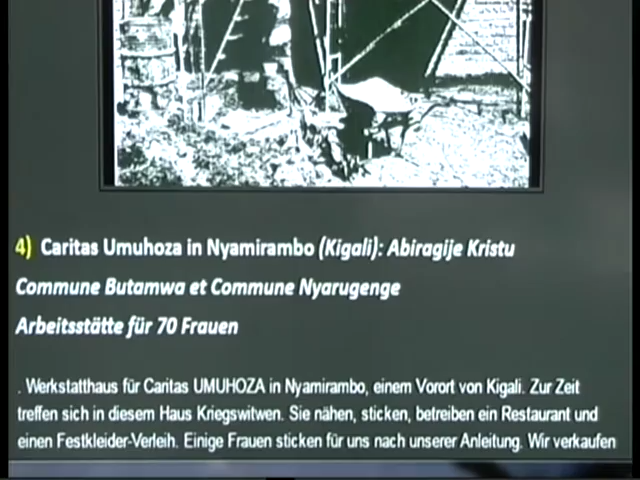 4) Caritas Umuhoza in Nyamirambo (Kigali): Abiragije Kristu
Commune Butamwa et Commune Nyarugenge
Arbeitsstätte für 70 Frauen
. Werkstatthaus für Caritas UMUHOZA in Nyamirambo, einem Vorort von Kigali. Zur Zeit
treffen sich in diesem Haus Kriegswitwen. Sie nähen, sticken, betreiben ein Restaurant und
einen Festkleider-Verleih. Einige Frauen sticken für uns nach unserer Anleitung. Wir verkaufen